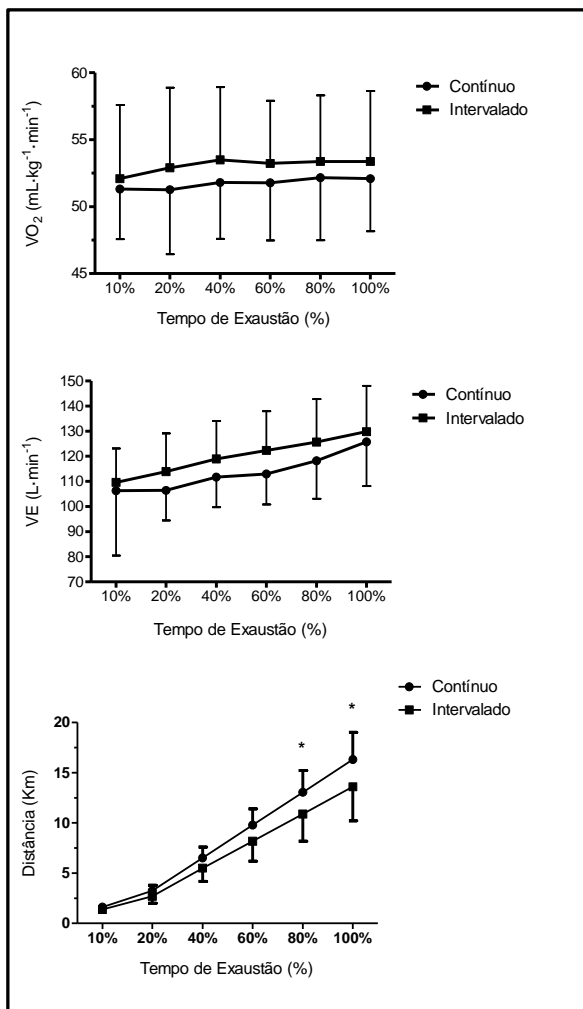 60
55
50
45
VO₂ (mL·kg⁻¹·min⁻¹)
Contínuo
Intervalado
10% 20% 40% 60% 80% 100%
Tempo de Exaustão (%)
150
140
130
120
110
100
90
80
70
VE (L·min⁻¹)
Contínuo
Intervalado
10% 20% 40% 60% 80% 100%
Tempo de Exaustão (%)
Contínuo
Intervalado
20
15
10
5
0
Distância (Km)
* *
10% 20% 40% 60% 80% 100%
Tempo de Exaustão (%)